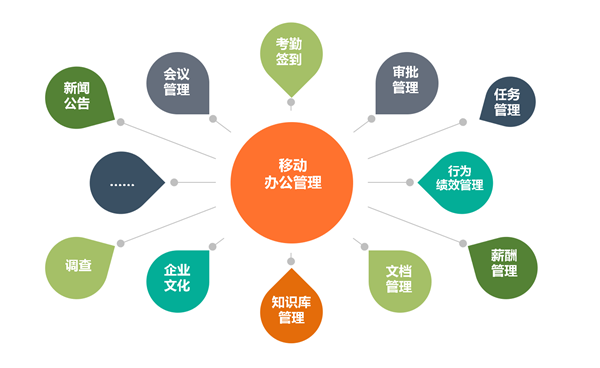 考勤
签到
会议
管理
审批
管理
新闻
公告
任务
管理
移动
办公管理
......
行为
绩效管理
调查
企业
文化
知识库
管理
文档
管理
薪酬
管理